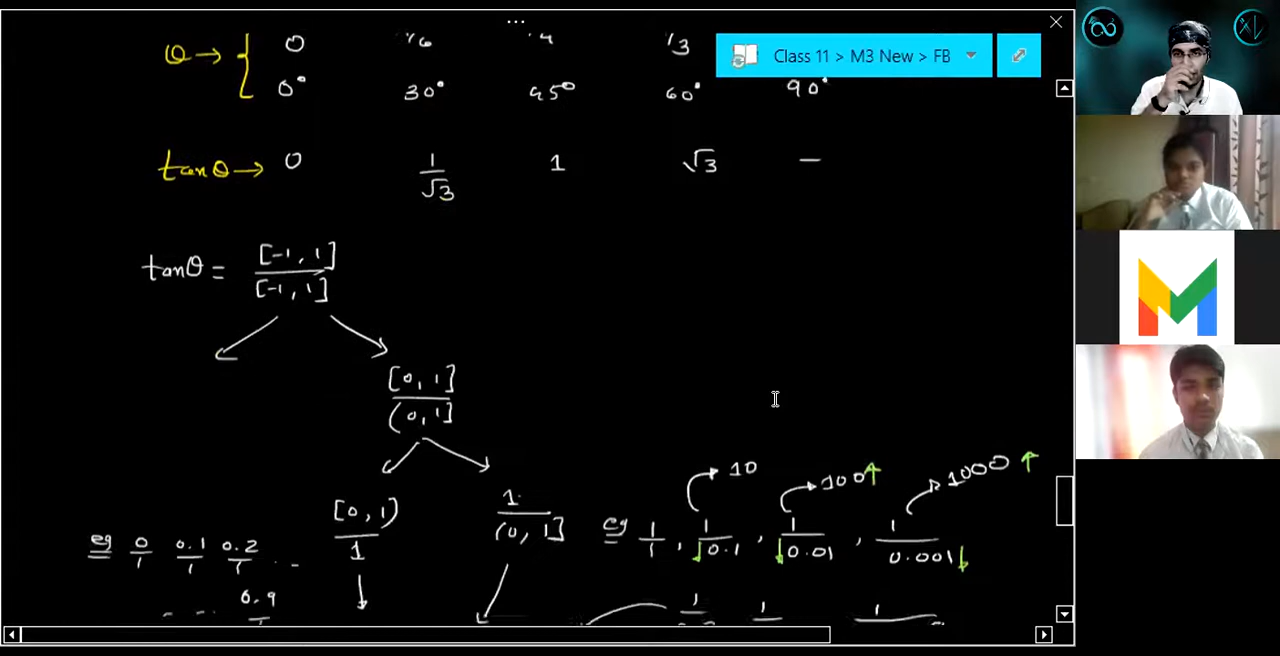 ...
Class 11 > M3 New > FB
θ → { 0 π/6 π/4 π/3
0° 30° 45° 60° 90°
tanθ → 0 1/√3 1 √3 —
tanθ = [-1, 1] / [-1, 1]
[0, 1] / (0, 1]
10 100↑ 1000 ↑
[0, 1) / 1
1 / (0, 1]
eg 1/1 , 1/↓0.1 , 1/↓0.01 , 1/0.001↓
eg 0/1 0.1/1 0.2/1 ...
... 0.9/1
M